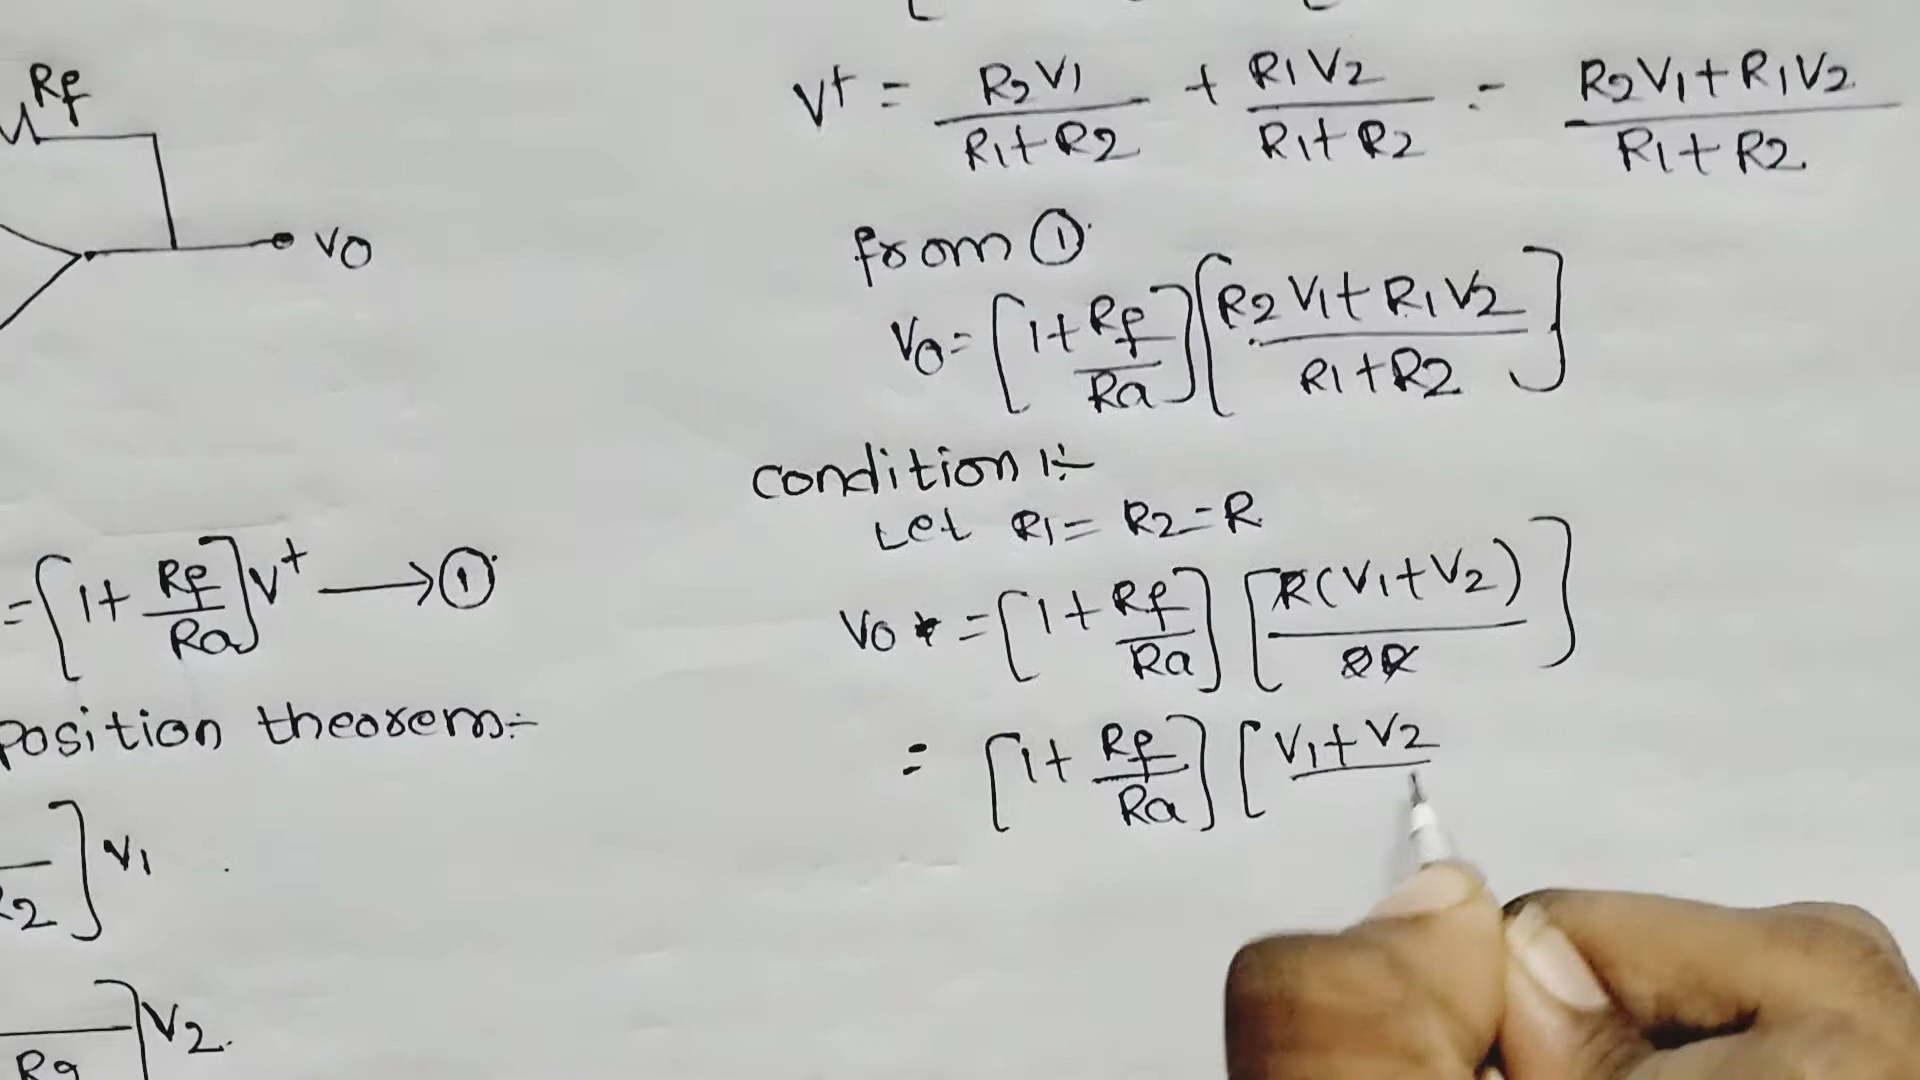 Rf
VO
= [1 + Rf/Ra] V+ → ①
Position theorem:-
2] V1
] V2.
V+ = R2V1/R1+R2 + R1V2/R1+R2 = R2V1+R1V2/R1+R2.
from ①
VO = [1+Rf/Ra] [R2V1+R1V2/R1+R2]
condition 1:-
Let R1 = R2 = R.
VO = [1+Rf/Ra] [R(V1+V2)/2R]
= [1+Rf/Ra] [V1+V2